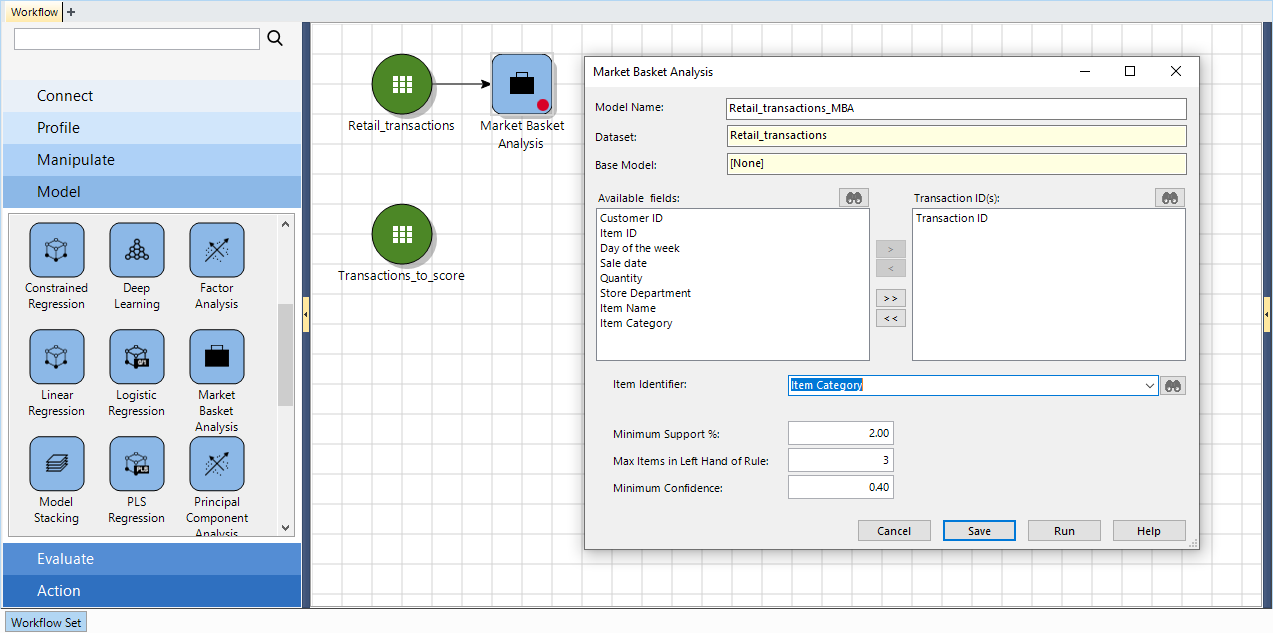 Workflow +
Connect
Profile
Manipulate
Model
Constrained
Regression
Deep
Learning
Factor
Analysis
Linear
Regression
Logistic
Regression
Market
Basket
Analysis
Model
Stacking
PLS
PLS
Regression
Principal
Component
Analysis
Evaluate
Action
Workflow Set
Retail_transactions
Market Basket
Analysis
Transactions_to_score
Market Basket Analysis
Model Name: Retail_transactions_MBA
Dataset: Retail_transactions
Base Model: [None]
Available fields:
Customer ID
Item ID
Day of the week
Sale date
Quantity
Store Department
Item Name
Item Category
>
<
>>
<<
Transaction ID(s):
Transaction ID
Item Identifier: Item Category
Minimum Support %: 2.00
Max Items in Left Hand of Rule: 3
Minimum Confidence: 0.40
Cancel Save Run Help